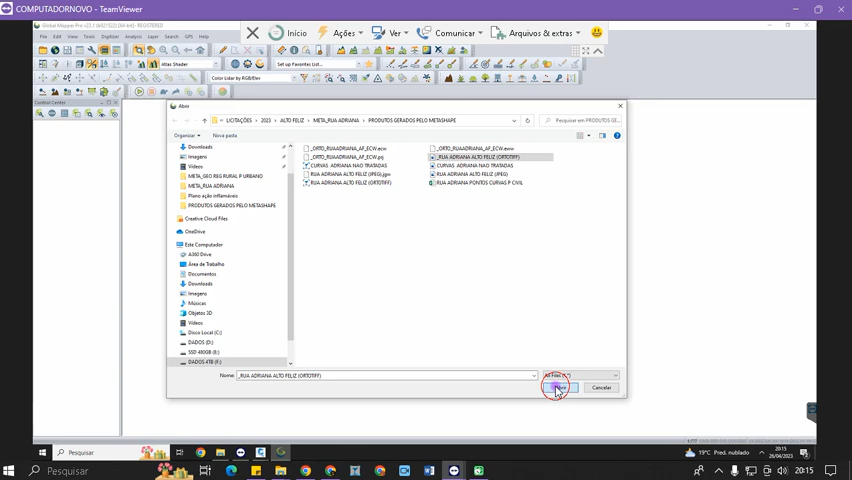 COMPUTADORNOVO - TeamViewer
Início
Ações
Ver
Comunicar
Arquivos & extras
File Edit View Tools Digitizer Analysis Layer Search GPS Help
Atlas Shader
Set up Favorites List...
Color Lidar by RGB/Elev
Control Center
Abrir
LICITAÇÕES > 2023 > ALTO FELIZ > META_RUA ADRIANA > PRODUTOS GERADOS PELO METASHAPE
Pesquisar em PRODUTOS GE...
Organizar
Nova pasta
Downloads
Imagens
Vídeos
META_GEO REG RURAL P URBANO
META_RUA ADRIANA
Plano ação inflamáveis
PRODUTOS GERADOS PELO METASHAPE
Creative Cloud Files
OneDrive
Este Computador
A360 Drive
Área de Trabalho
Documentos
Downloads
Imagens
Músicas
Objetos 3D
Vídeos
Disco Local (C:)
DADOS (D:)
SSD 480GB (E:)
DADOS 4TB (F:)
_ORTO_RUAADRIANA_AF_ECW.ecw
_ORTO_RUAADRIANA_AF_ECW.eww
_ORTO_RUAADRIANA_AF_ECW.prj
_RUA ADRIANA ALTO FELIZ (ORTOTIFF)
CURVAS ADRIANA NAO TRATADAS
CURVAS ADRIANA NAO TRATADAS
RUA ADRIANA ALTO FELIZ (JPEG).jgw
RUA ADRIANA ALTO FELIZ (JPEG)
RUA ADRIANA ALTO FELIZ (ORTOTIFF)
RUA ADRIANA PONTOS CURVAS P CIVIL
Nome: _RUA ADRIANA ALTO FELIZ (ORTOTIFF)
All Files (*.*)
Cancelar
Pesquisar
19°C Pred. nublado
20:15
26/04/2023
Pesquisar
20:15